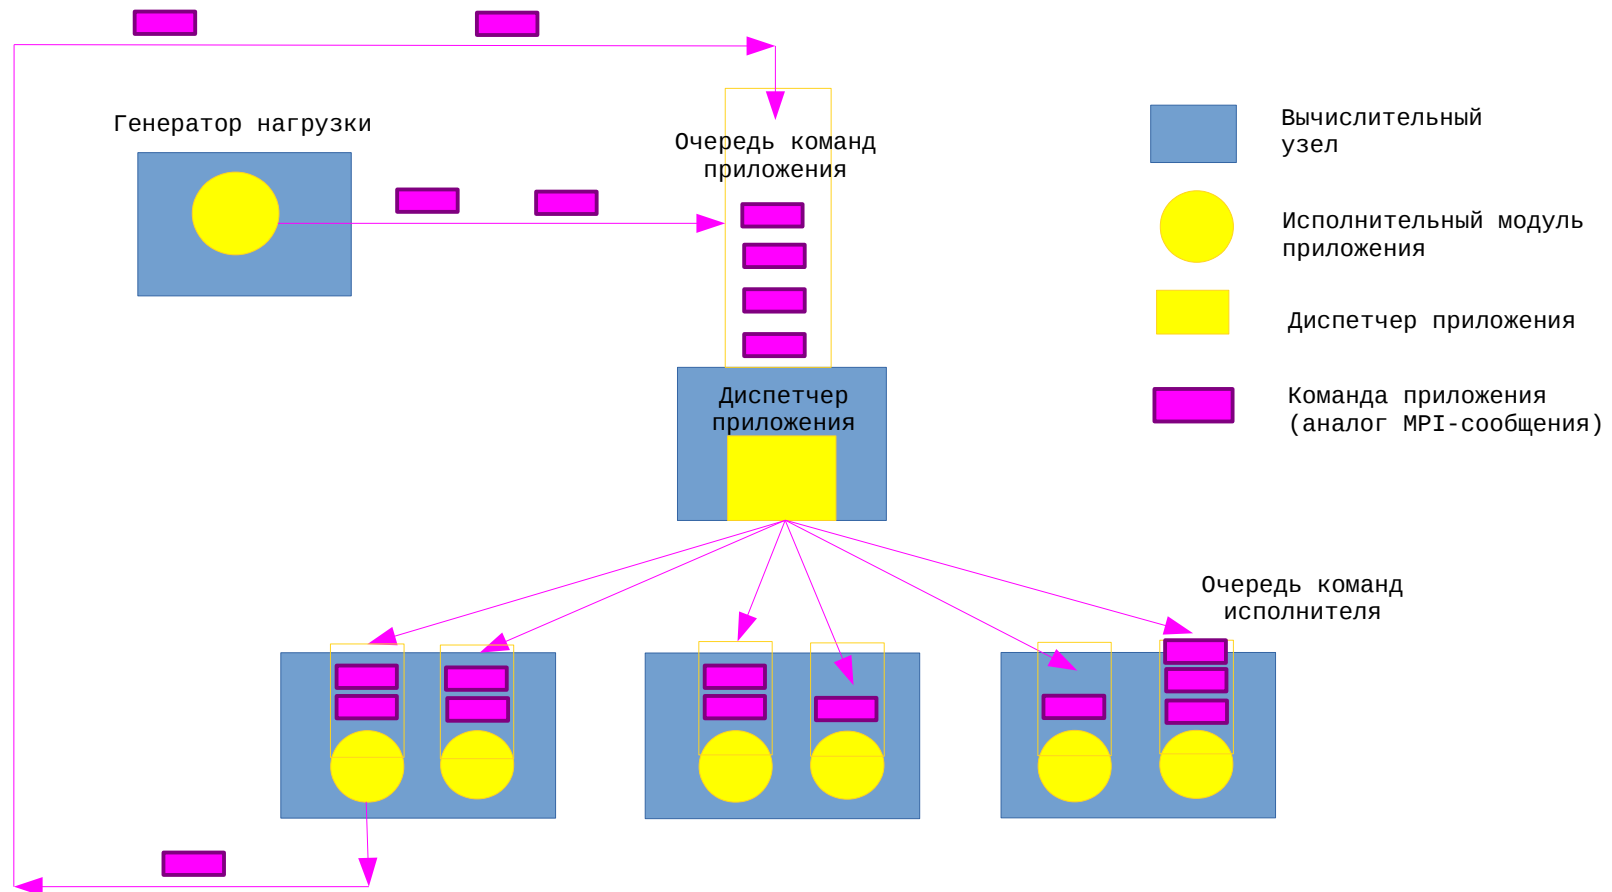 Генератор нагрузки
Очередь команд
приложения
Диспетчер
приложения
Очередь команд
исполнителя
Вычислительный
узел
Исполнительный модуль
приложения
Диспетчер приложения
Команда приложения
(аналог MPI-сообщения)